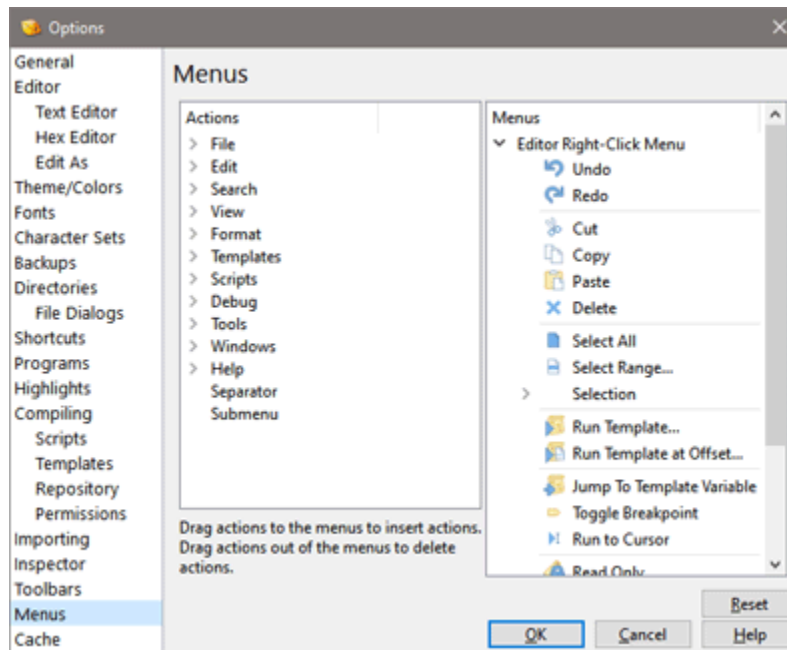 Options
General
Editor
Text Editor
Hex Editor
Edit As
Theme/Colors
Fonts
Character Sets
Backups
Directories
File Dialogs
Shortcuts
Programs
Highlights
Compiling
Scripts
Templates
Repository
Permissions
Importing
Inspector
Toolbars
Menus
Cache
Menus
Actions
File
Edit
Search
View
Format
Templates
Scripts
Debug
Tools
Windows
Help
Separator
Submenu
Drag actions to the menus to insert actions.
Drag actions out of the menus to delete
actions.
Menus
Editor Right-Click Menu
Undo
Redo
Cut
Copy
Paste
Delete
Select All
Select Range...
Selection
Run Template...
Run Template at Offset...
Jump To Template Variable
Toggle Breakpoint
Run to Cursor
Read Only
Reset
OK
Cancel
Help